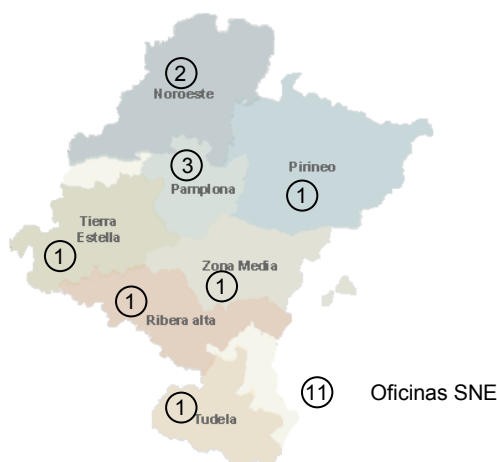 2
Noroeste
3
Pamplona
Pirineo
1
Tierra
Estella
1
Zona Media
1
1
Ribera alta
11 Oficinas SNE
1
Tudela